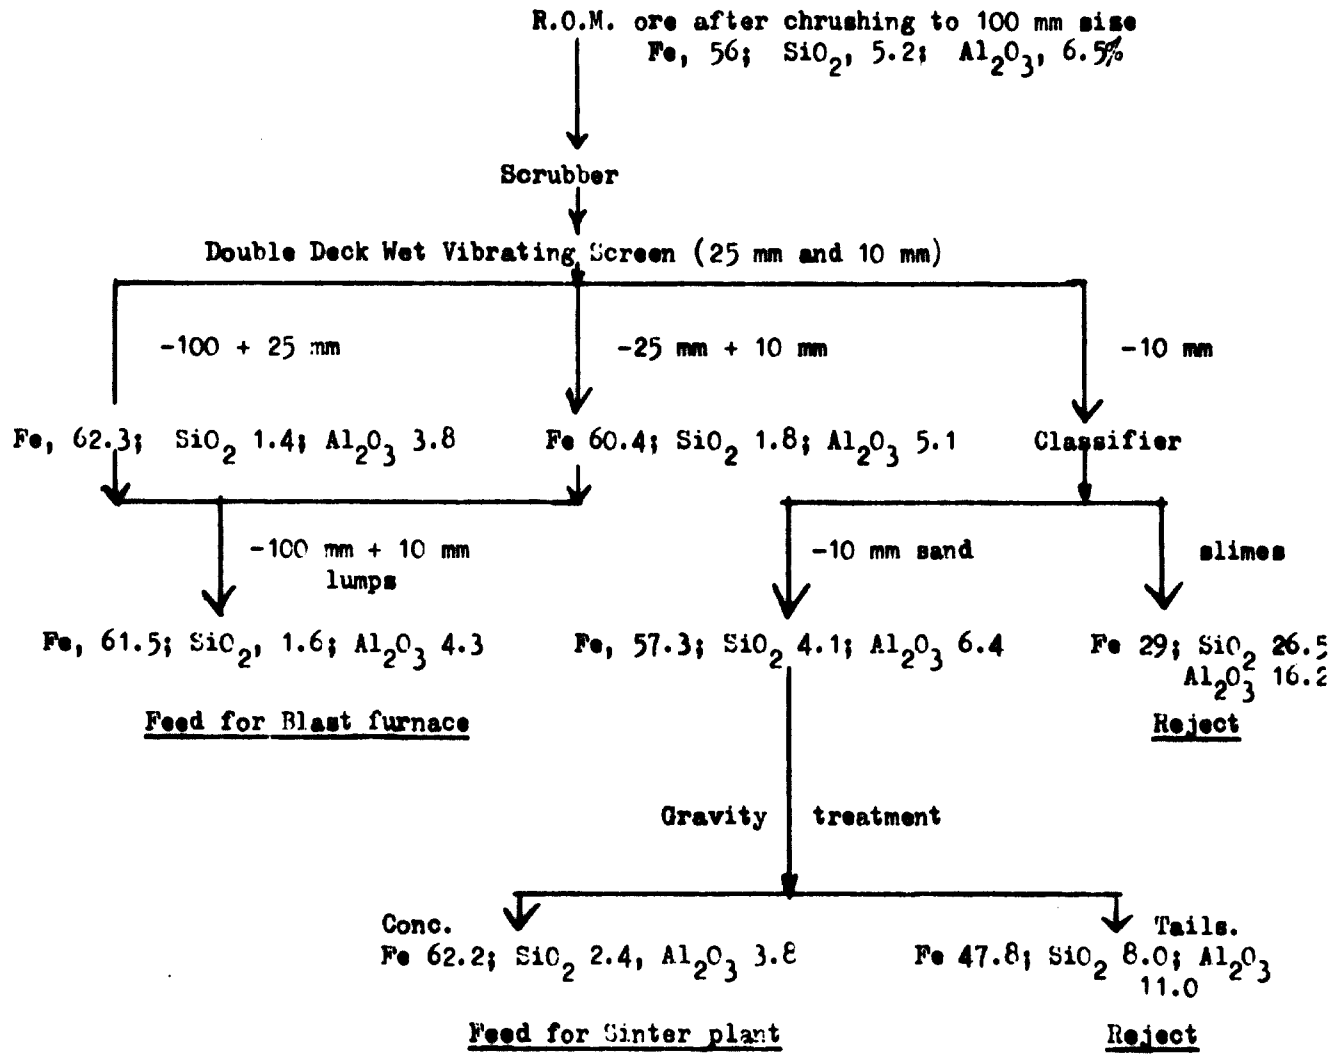 R.O.M. ore after chrushing to 100 mm size
Fe, 56; SiO2, 5.2; Al2O3, 6.5%
Scrubber
Double Deck Wet Vibrating Screen (25 mm and 10 mm)
-100 + 25 mm
-25 mm + 10 mm
-10 mm
Fe, 62.3; SiO2 1.4; Al2O3 3.8
Fe 60.4; SiO2 1.8; Al2O3 5.1
Classifier
-100 mm + 10 mm
lumps
-10 mm sand
slimes
Fe, 61.5; SiO2, 1.6; Al2O3 4.3
Fe, 57.3; SiO2 4.1; Al2O3 6.4
Fe 29; SiO2 26.5
Al2O3 16.2
Feed for Blast furnace
Reject
Gravity treatment
Conc.
Fe 62.2; SiO2 2.4, Al2O3 3.8
Tails.
Fe 47.8; SiO2 8.0; Al2O3
11.0
Feed for Sinter plant
Reject